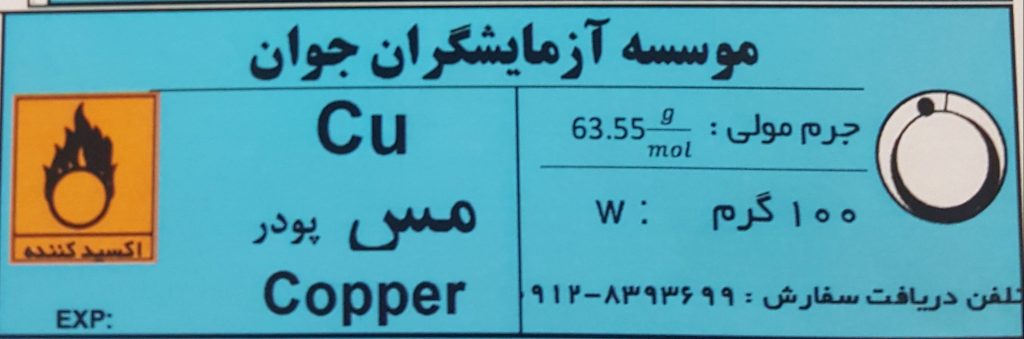 موسسه آزمایشگران جوان
Cu
مس پودر
Copper
اکسید کننده
EXP:
جرم مولی : 63.55 g/mol
W : ۱۰۰ گرم
تلفن دریافت سفارش : ۰۹۱۲-۸۳۹۳۶۹۹